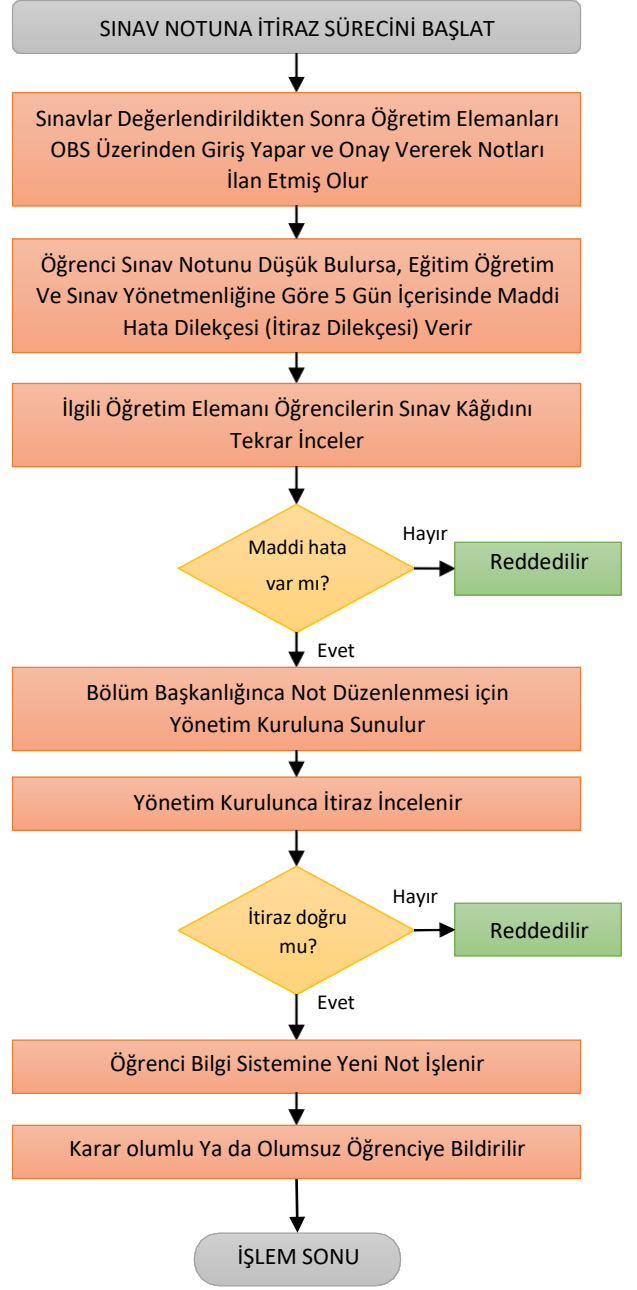 SINAV NOTUNA İTİRAZ SÜRECİNİ BAŞLAT
Sınavlar Değerlendirildikten Sonra Öğretim Elemanları
OBS Üzerinden Giriş Yapar ve Onay Vererek Notları
İlan Etmiş Olur
Öğrenci Sınav Notunu Düşük Bulursa, Eğitim Öğretim
Ve Sınav Yönetmenliğine Göre 5 Gün İçerisinde Maddi
Hata Dilekçesi (İtiraz Dilekçesi) Verir
İlgili Öğretim Elemanı Öğrencilerin Sınav Kâğıdını
Tekrar İnceler
Maddi hata
var mı?
Hayır
Reddedilir
Evet
Bölüm Başkanlığınca Not Düzenlenmesi için
Yönetim Kuruluna Sunulur
Yönetim Kurulunca İtiraz İncelenir
İtiraz doğru
mu?
Hayır
Reddedilir
Evet
Öğrenci Bilgi Sistemine Yeni Not İşlenir
Karar olumlu Ya da Olumsuz Öğrenciye Bildirilir
İŞLEM SONU